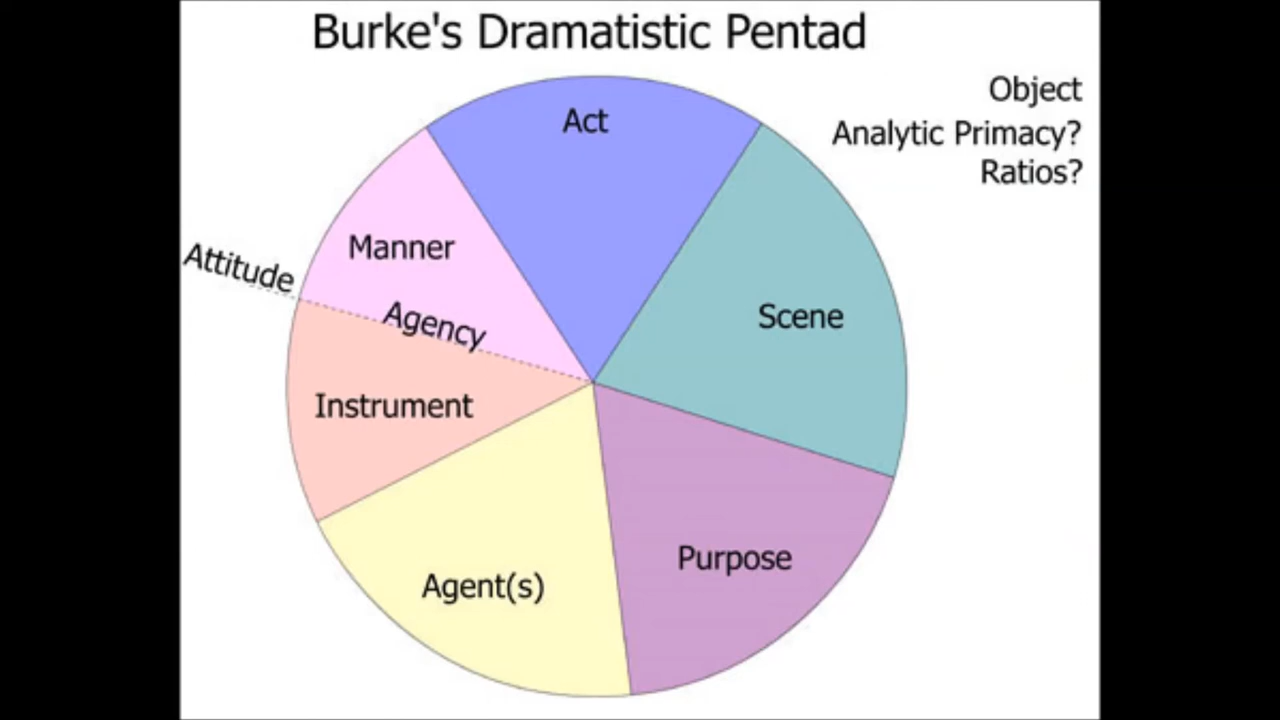 Burke's Dramatistic Pentad
Object
Analytic Primacy?
Ratios?
Act
Scene
Manner
Attitude
Agency
Instrument
Agent(s)
Purpose